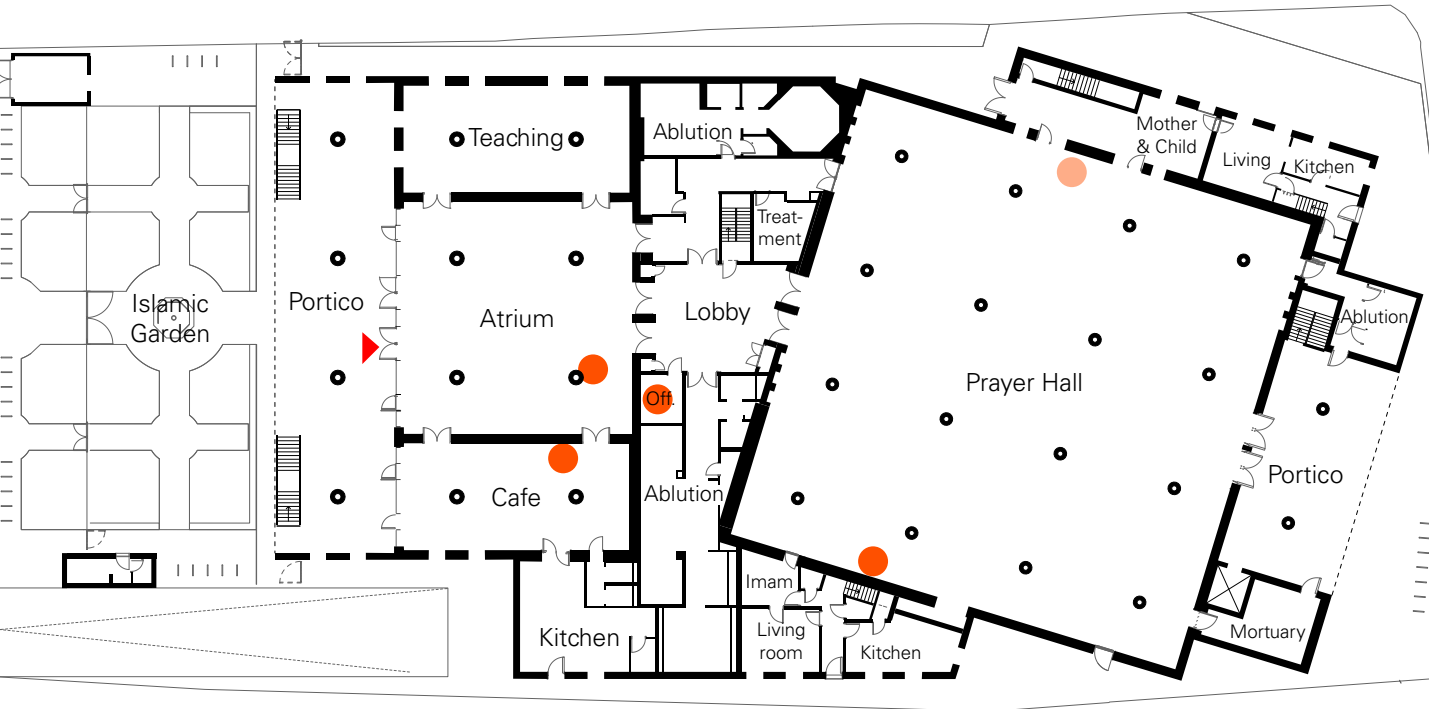 Teaching
Ablution
Mother
& Child
Living
Kitchen
Treat-
ment
Islamic
Garden
Portico
Atrium
Lobby
Ablution
Prayer Hall
Off.
Cafe
Ablution
Portico
Imam
Kitchen
Living
room
Kitchen
Mortuary